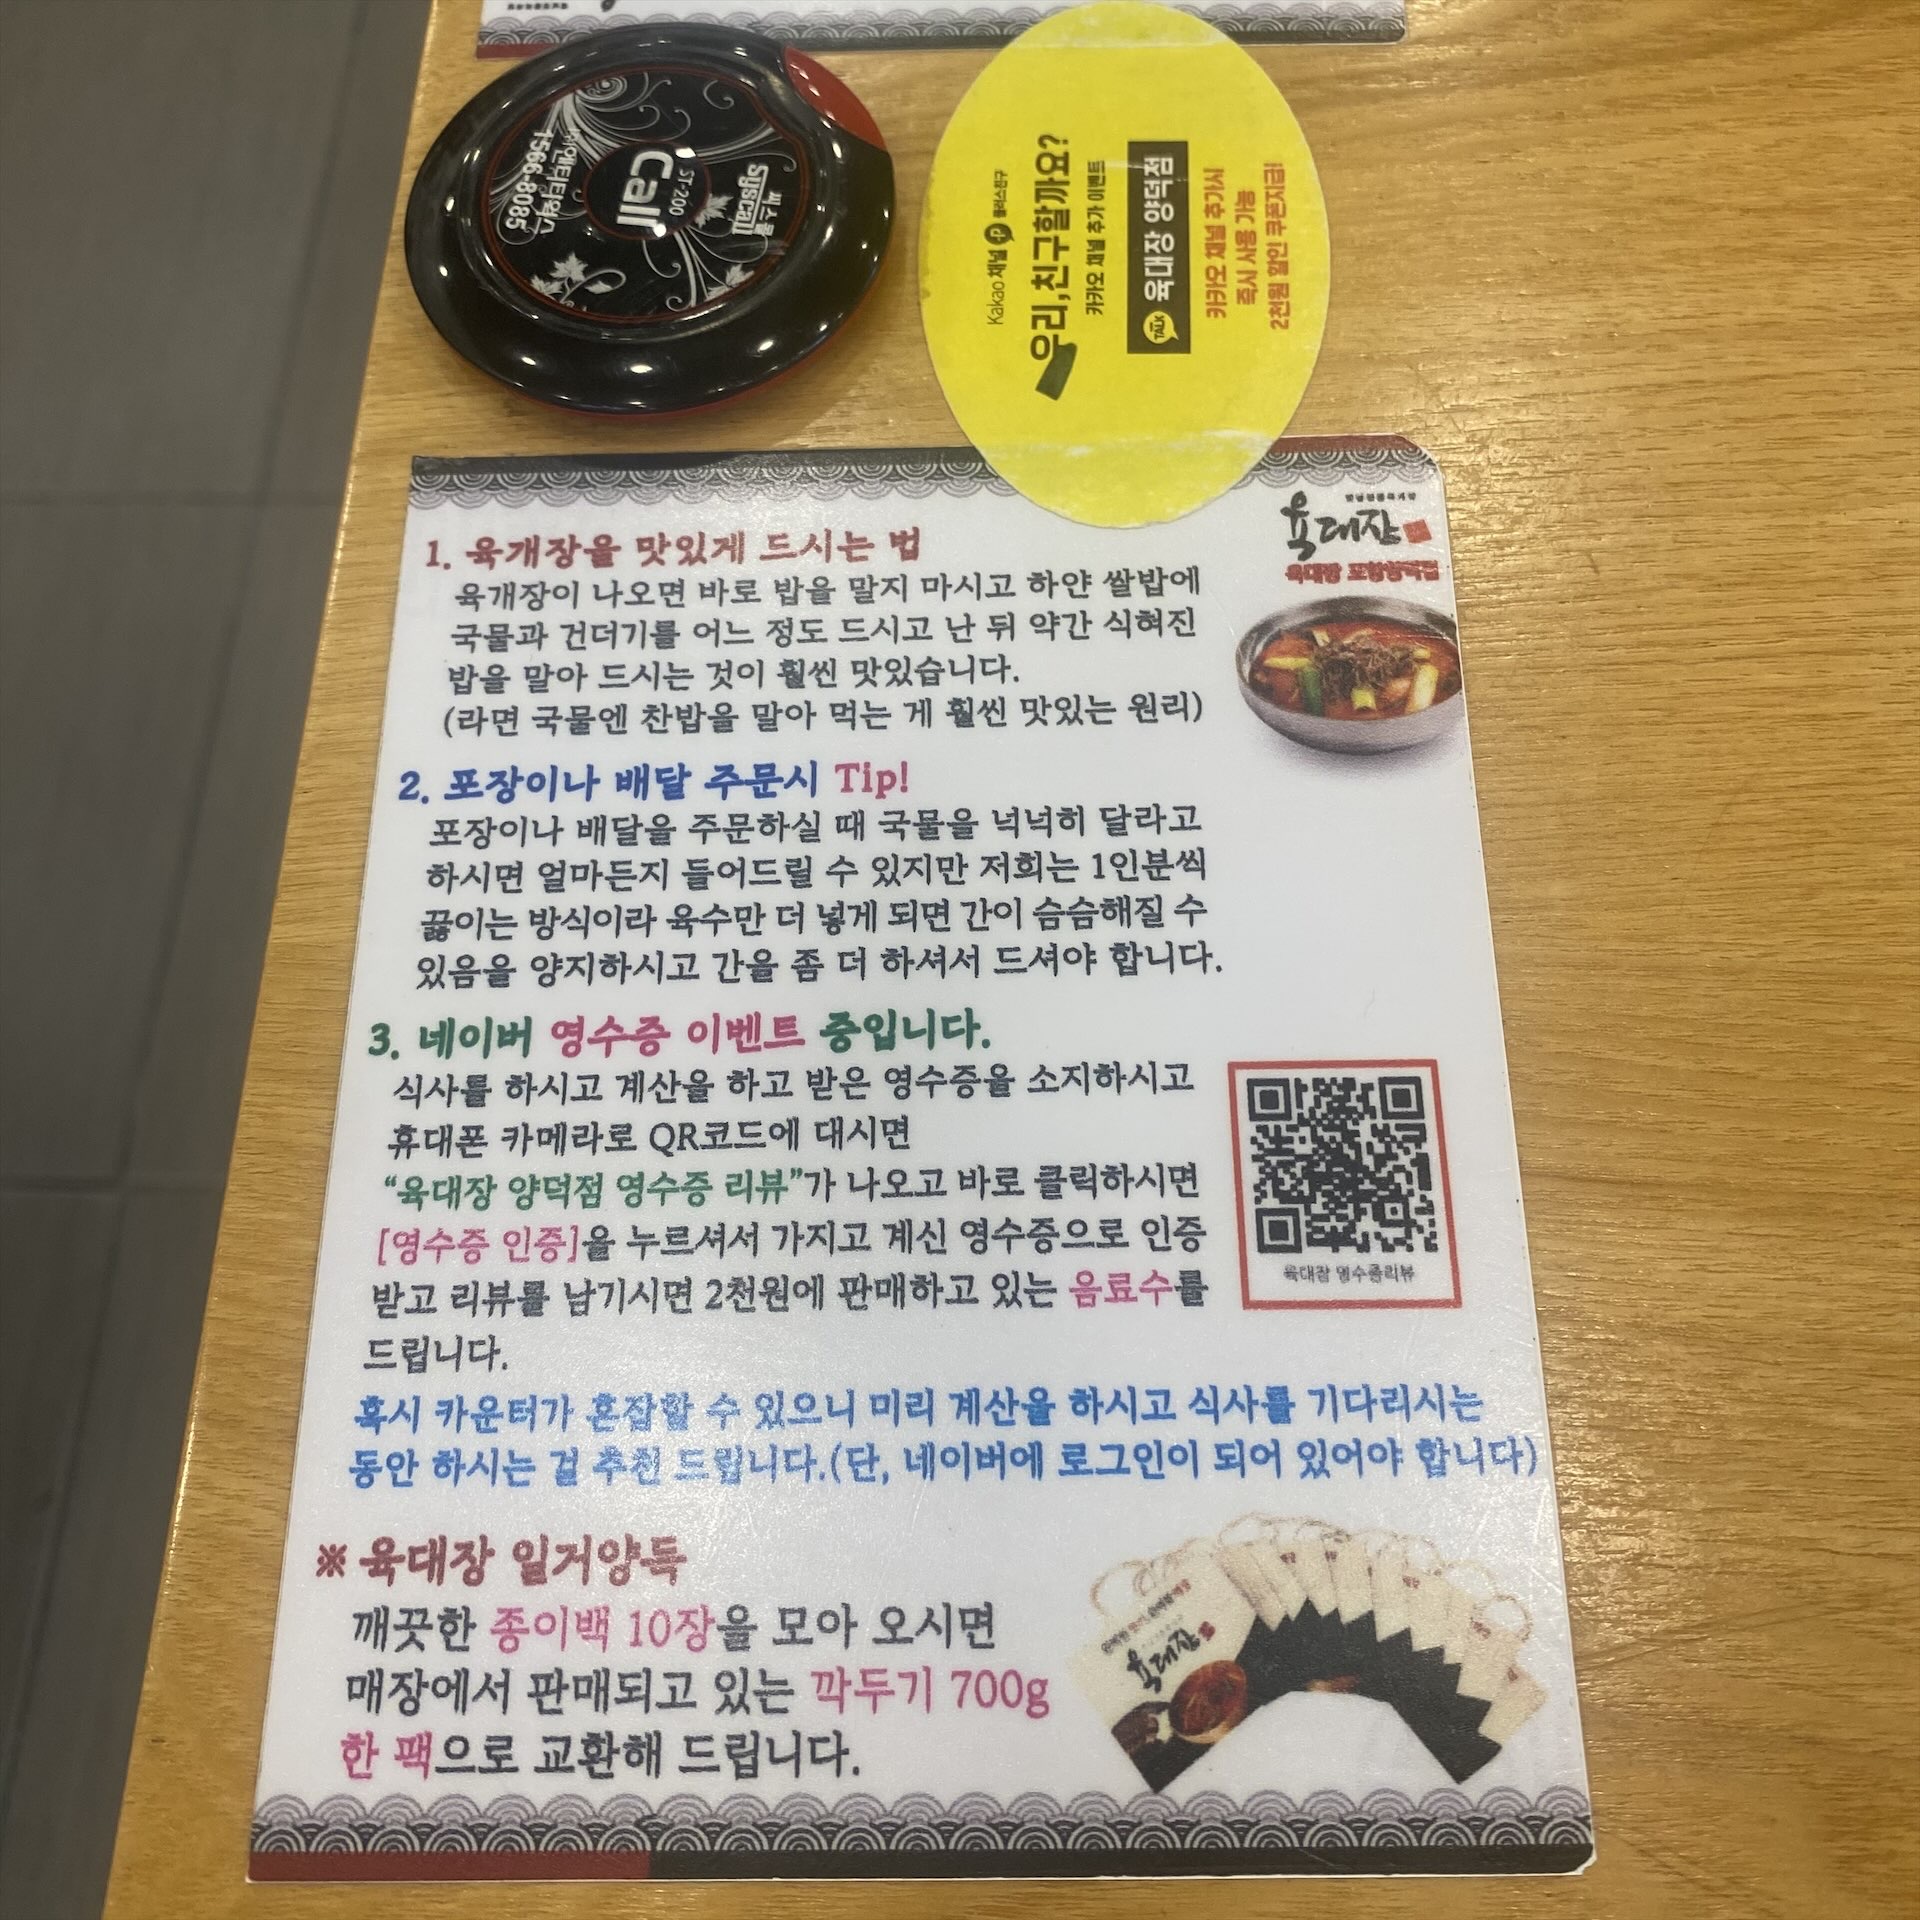 씨스콜
Syscall
ST-200
Call
1566-8085
Kakao 채널 플러스친구
우리,친구할까요?
카카오 채널 추가 이벤트
TALK 육대장 양덕점
카카오 채널 추가시
즉시 사용 가능
2천원 할인 쿠폰지급!
육대장
1. 육개장을 맛있게 드시는 법
육개장이 나오면 바로 밥을 말지 마시고 하얀 쌀밥에
국물과 건더기를 어느 정도 드시고 난 뒤 약간 식혀진
밥을 말아 드시는 것이 훨씬 맛있습니다.
(라면 국물엔 찬밥을 말아 먹는 게 훨씬 맛있는 원리)
2. 포장이나 배달 주문시 Tip!
포장이나 배달을 주문하실 때 국물을 넉넉히 달라고
하시면 얼마든지 들어드릴 수 있지만 저희는 1인분씩
끓이는 방식이라 육수만 더 넣게 되면 간이 슴슴해질 수
있음을 양지하시고 간을 좀 더 하셔서 드셔야 합니다.
3. 네이버 영수증 이벤트 중입니다.
식사를 하시고 계산을 하고 받은 영수증을 소지하시고
휴대폰 카메라로 QR코드에 대시면
“육대장 양덕점 영수증 리뷰”가 나오고 바로 클릭하시면
[영수증 인증]을 누르셔서 가지고 계신 영수증으로 인증
받고 리뷰를 남기시면 2천원에 판매하고 있는 음료수를
드립니다.
육대장 영수증리뷰
혹시 카운터가 혼잡할 수 있으니 미리 계산을 하시고 식사를 기다리시는
동안 하시는 걸 추천 드립니다.(단, 네이버에 로그인이 되어 있어야 합니다)
※ 육대장 일거양득
깨끗한 종이백 10장을 모아 오시면
매장에서 판매되고 있는 깍두기 700g
한 팩으로 교환해 드립니다.
육대장